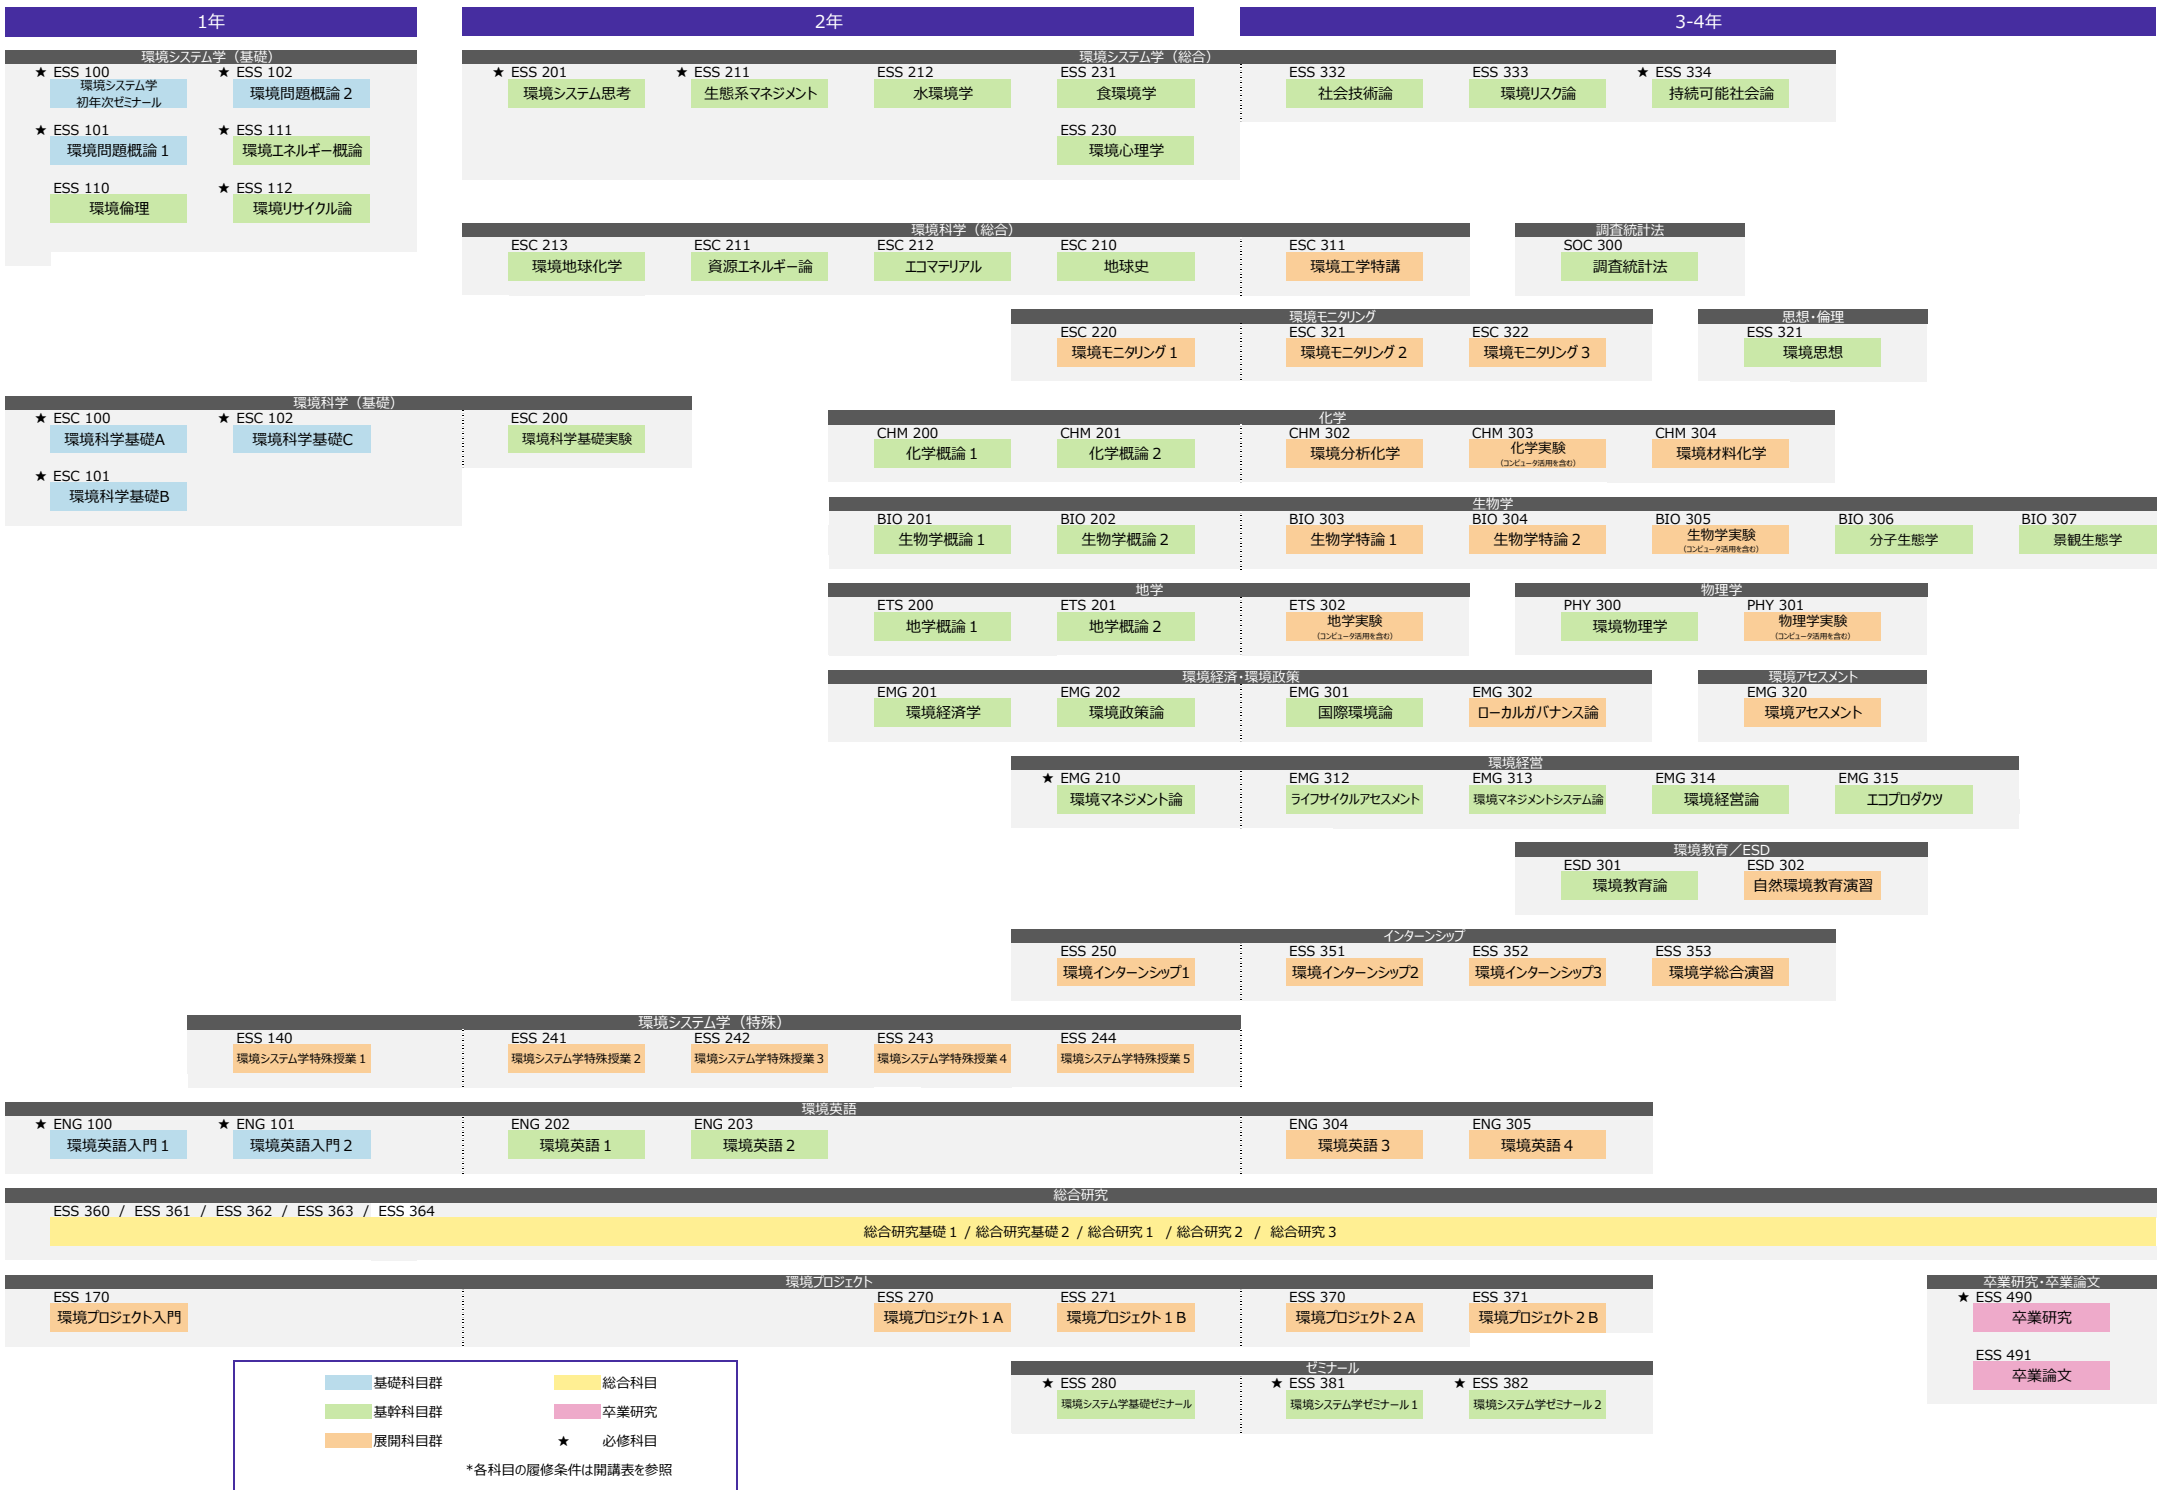 1年
2年
3-4年
環境システム学（基礎）
★ ESS 100
環境システム学
初年次ゼミナール
★ ESS 102
環境問題概論２
★ ESS 101
環境問題概論１
★ ESS 111
環境エネルギー概論
ESS 110
環境倫理
★ ESS 112
環境リサイクル論
環境システム学（総合）
★ ESS 201
環境システム思考
★ ESS 211
生態系マネジメント
ESS 212
水環境学
ESS 231
食環境学
ESS 332
社会技術論
ESS 333
環境リスク論
★ ESS 334
持続可能社会論
ESS 230
環境心理学
環境科学（総合）
ESC 213
環境地球化学
ESC 211
資源エネルギー論
ESC 212
エコマテリアル
ESC 210
地球史
ESC 311
環境工学特講
調査統計法
SOC 300
調査統計法
環境モニタリング
ESC 220
環境モニタリング１
ESC 321
環境モニタリング２
ESC 322
環境モニタリング３
思想・倫理
ESS 321
環境思想
環境科学（基礎）
★ ESC 100
環境科学基礎A
★ ESC 102
環境科学基礎C
ESC 200
環境科学基礎実験
★ ESC 101
環境科学基礎B
化学
CHM 200
化学概論１
CHM 201
化学概論２
CHM 302
環境分析化学
CHM 303
化学実験
（コンピュータ活用を含む）
CHM 304
環境材料化学
生物学
BIO 201
生物学概論１
BIO 202
生物学概論２
BIO 303
生物学特論１
BIO 304
生物学特論２
BIO 305
生物学実験
（コンピュータ活用を含む）
BIO 306
分子生態学
BIO 307
景観生態学
地学
ETS 200
地学概論１
ETS 201
地学概論２
ETS 302
地学実験
（コンピュータ活用を含む）
物理学
PHY 300
環境物理学
PHY 301
物理学実験
（コンピュータ活用を含む）
環境経済・環境政策
EMG 201
環境経済学
EMG 202
環境政策論
EMG 301
国際環境論
EMG 302
ローカルガバナンス論
環境アセスメント
EMG 320
環境アセスメント
環境経営
★ EMG 210
環境マネジメント論
EMG 312
ライフサイクルアセスメント
EMG 313
環境マネジメントシステム論
EMG 314
環境経営論
EMG 315
エコプロダクツ
環境教育／ESD
ESD 301
環境教育論
ESD 302
自然環境教育演習
インターンシップ
ESS 250
環境インターンシップ1
ESS 351
環境インターンシップ2
ESS 352
環境インターンシップ3
ESS 353
環境学総合演習
環境システム学（特殊）
ESS 140
環境システム学特殊授業１
ESS 241
環境システム学特殊授業２
ESS 242
環境システム学特殊授業３
ESS 243
環境システム学特殊授業４
ESS 244
環境システム学特殊授業５
環境英語
★ ENG 100
環境英語入門１
★ ENG 101
環境英語入門２
ENG 202
環境英語１
ENG 203
環境英語２
ENG 304
環境英語３
ENG 305
環境英語４
総合研究
ESS 360 / ESS 361 / ESS 362 / ESS 363 / ESS 364
総合研究基礎１ / 総合研究基礎２ / 総合研究１ / 総合研究２ / 総合研究３
環境プロジェクト
ESS 170
環境プロジェクト入門
ESS 270
環境プロジェクト１A
ESS 271
環境プロジェクト１B
ESS 370
環境プロジェクト２A
ESS 371
環境プロジェクト２B
卒業研究・卒業論文
★ ESS 490
卒業研究
ESS 491
卒業論文
ゼミナール
★ ESS 280
環境システム学基礎ゼミナール
★ ESS 381
環境システム学ゼミナール１
★ ESS 382
環境システム学ゼミナール２
基礎科目群
総合科目
基幹科目群
卒業研究
展開科目群
★ 必修科目
*各科目の履修条件は開講表を参照